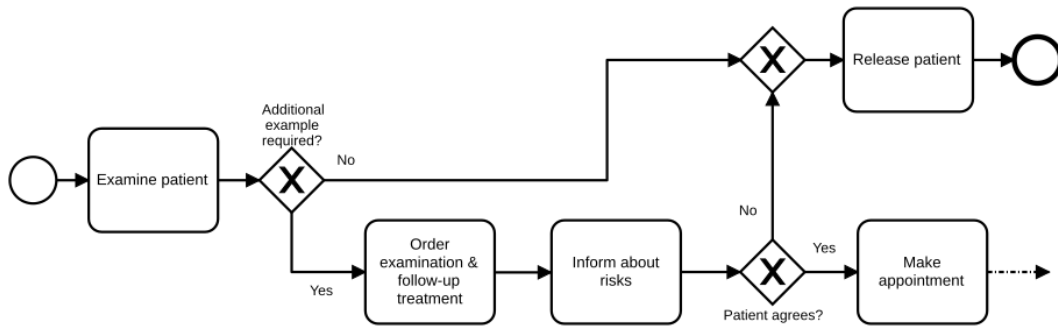 Release patient
Additional
example
required?
No
Examine patient
No
Yes
Order
examination &
follow-up
treatment
Inform about
risks
Yes
Make
appointment
Patient agrees?